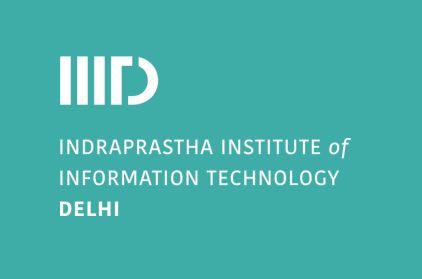 IIITD
INDRAPRASTHA INSTITUTE of
INFORMATION TECHNOLOGY
DELHI